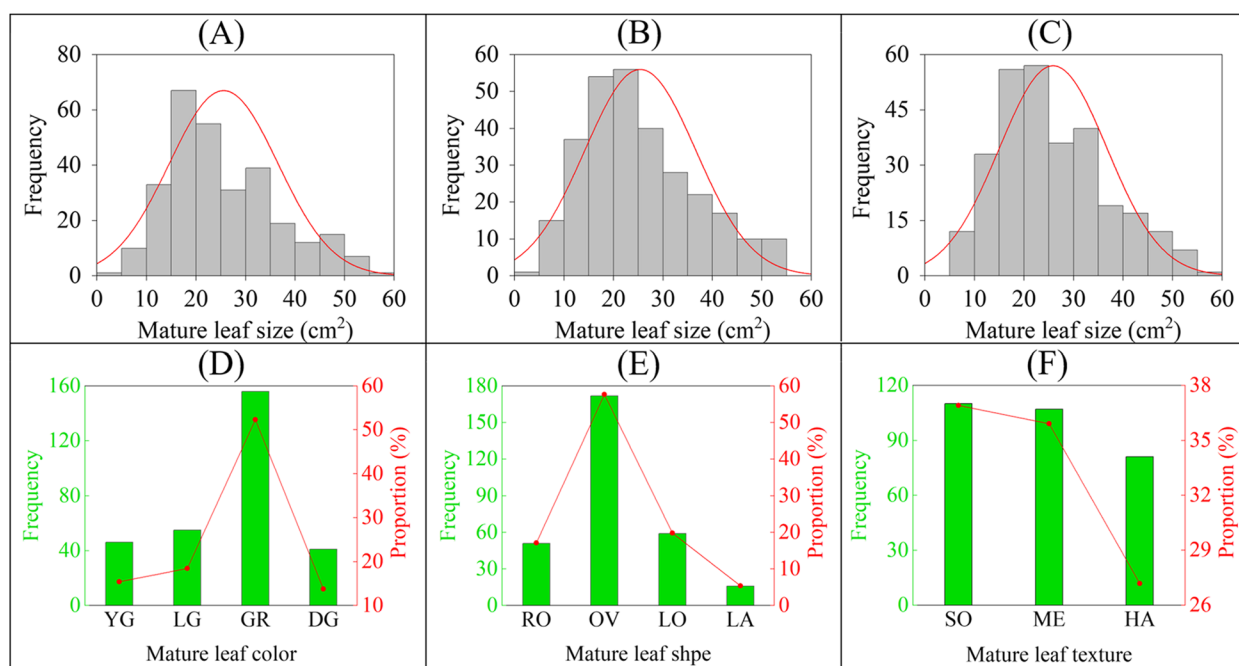 (A)
80
60
40
20
0
Frequency
0 10 20 30 40 50 60
Mature leaf size (cm²)
(B)
60
50
40
30
20
10
0
Frequency
0 10 20 30 40 50 60
Mature leaf size (cm²)
(C)
60
45
30
15
0
Frequency
0 10 20 30 40 50 60
Mature leaf size (cm²)
(D)
160
120
80
40
0
Frequency
60
50
40
30
20
10
Proportion (%)
YG LG GR DG
Mature leaf color
(E)
180
150
120
90
60
30
0
Frequency
60
50
40
30
20
10
0
Proportion (%)
RO OV LO LA
Mature leaf shpe
(F)
120
90
60
30
0
Frequency
38
35
32
29
26
Proportion (%)
SO ME HA
Mature leaf texture